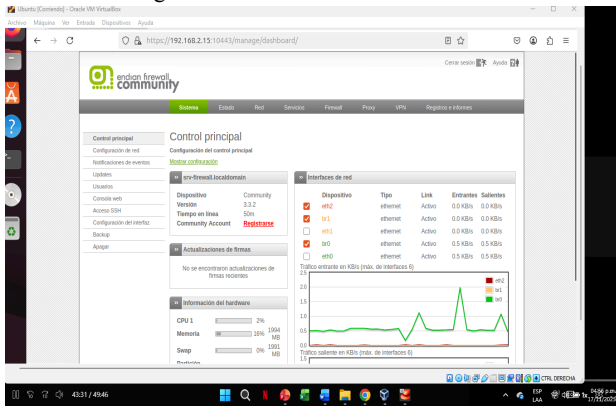 Ubuntu [Corriendo] - Oracle VM VirtualBox
Archivo Máquina Ver Entrada Dispositivos Ayuda
https://192.168.2.15:10443/manage/dashboard/
Cerrar sesión Ayuda
endian firewall
community
Sistema Estado Red Servicios Firewall Proxy VPN Registros e informes
Control principal
Configuración de red
Notificaciones de eventos
Updates
Usuarios
Consola web
Acceso SSH
Configuración del interfaz
Backup
Apagar
Control principal
Configuración del control principal
Mostrar configuración
srv-firewall.localdomain
Dispositivo Community
Versión 3.3.2
Tiempo en línea 50m
Community Account Registrarse
Actualizaciones de firmas
No se encontraron actualizaciones de
firmas recientes
Información del hardware
CPU 1 2%
Memoria 16% 1994 MB
Swap 0% 1991 MB
Interfaces de red
Dispositivo Tipo Link Entrantes Salientes
eth2 ethernet Activo 0.0 KB/s 0.0 KB/s
br1 ethernet Activo 0.0 KB/s 0.0 KB/s
eth1 ethernet Activo 0.0 KB/s 0.0 KB/s
br0 ethernet Activo 0.5 KB/s 0.5 KB/s
eth0 ethernet Activo 0.5 KB/s 0.5 KB/s
Tráfico entrante en KB/s (máx. de interfaces 6)
2.5
2.0
1.5
1.0
0.5
0.0
eth2
br1
br0
Tráfico saliente en KB/s (máx. de interfaces 6)
1.5
CTRL DERECHA
43:31 / 49:46
ESP
LAA
1x